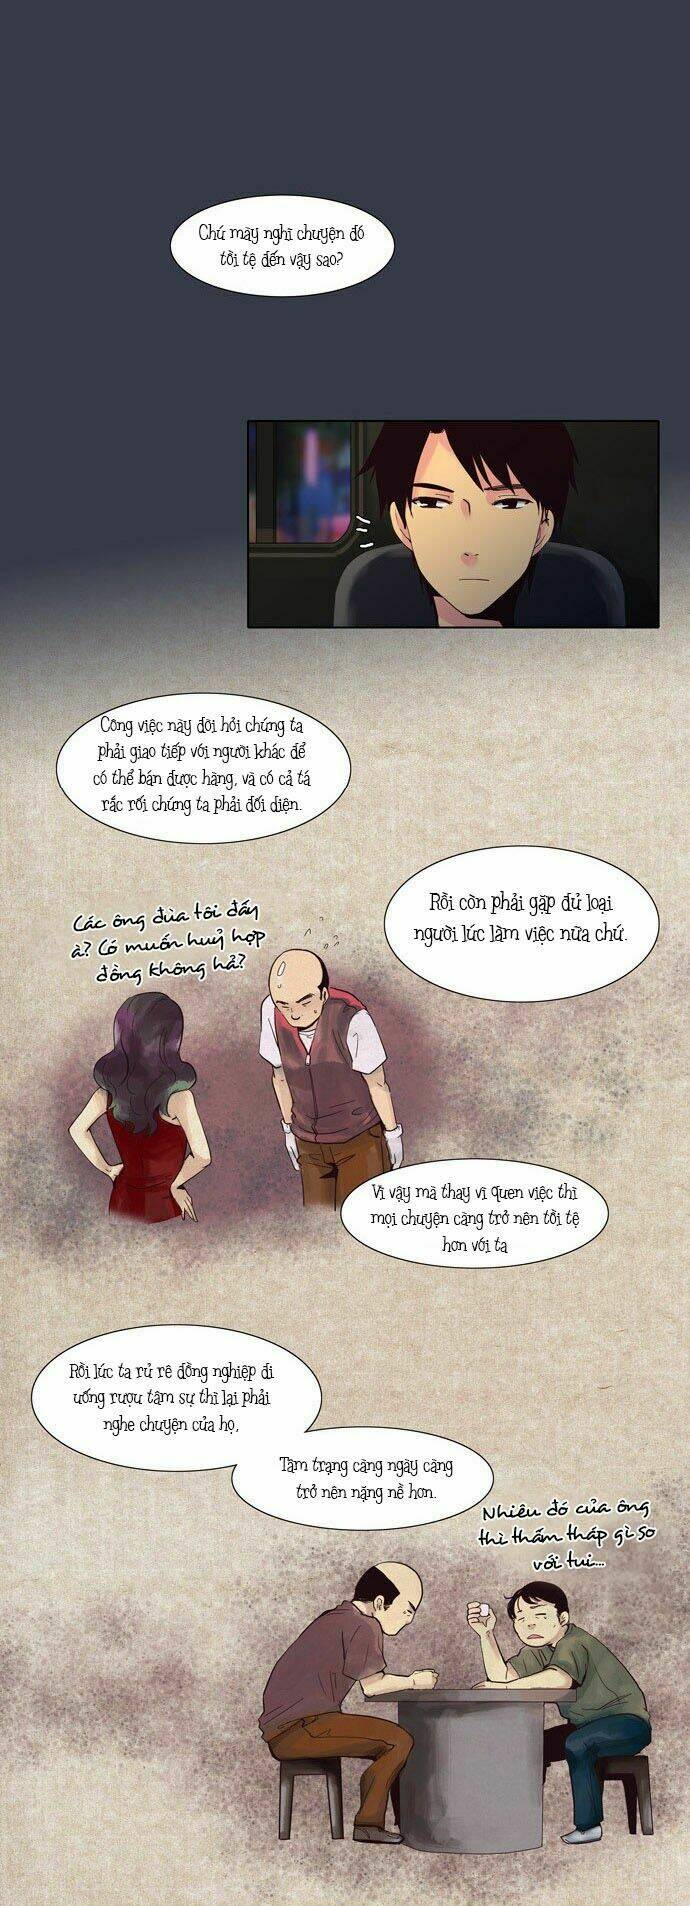 Chú mày nghĩ chuyện đó
tồi tệ đến vậy sao?
Công việc này đòi hỏi chúng ta
phải giao tiếp với người khác để
có thể bán được hàng, và có cả tá
rắc rối chúng ta phải đối diện.
Rồi còn phải gặp đủ loại
người lúc làm việc nữa chứ.
Các ông đùa tôi đấy
à? Có muốn huỷ hợp
đồng không hả?
Vì vậy mà thay vì quen việc thì
mọi chuyện càng trở nên tồi tệ
hơn với ta
Rồi lúc ta rủ rê đồng nghiệp đi
uống rượu tâm sự thì lại phải
nghe chuyện của họ,
Tâm trạng càng ngày càng
trở nên nặng nề hơn.
Nhiêu đó của ông
thì thấm tháp gì so
với tui...